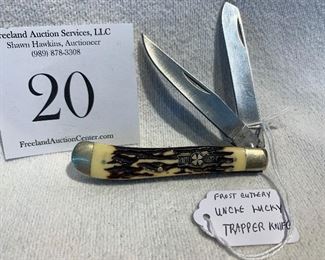 Freeland Auction Services, LLC
Shawn Hawkins, Auctioneer
(989) 878-3308
20
FreelandAuctionCenter.com
FROST CUTLERY
UNCLE LUCKY
TRAPPER KNIFE